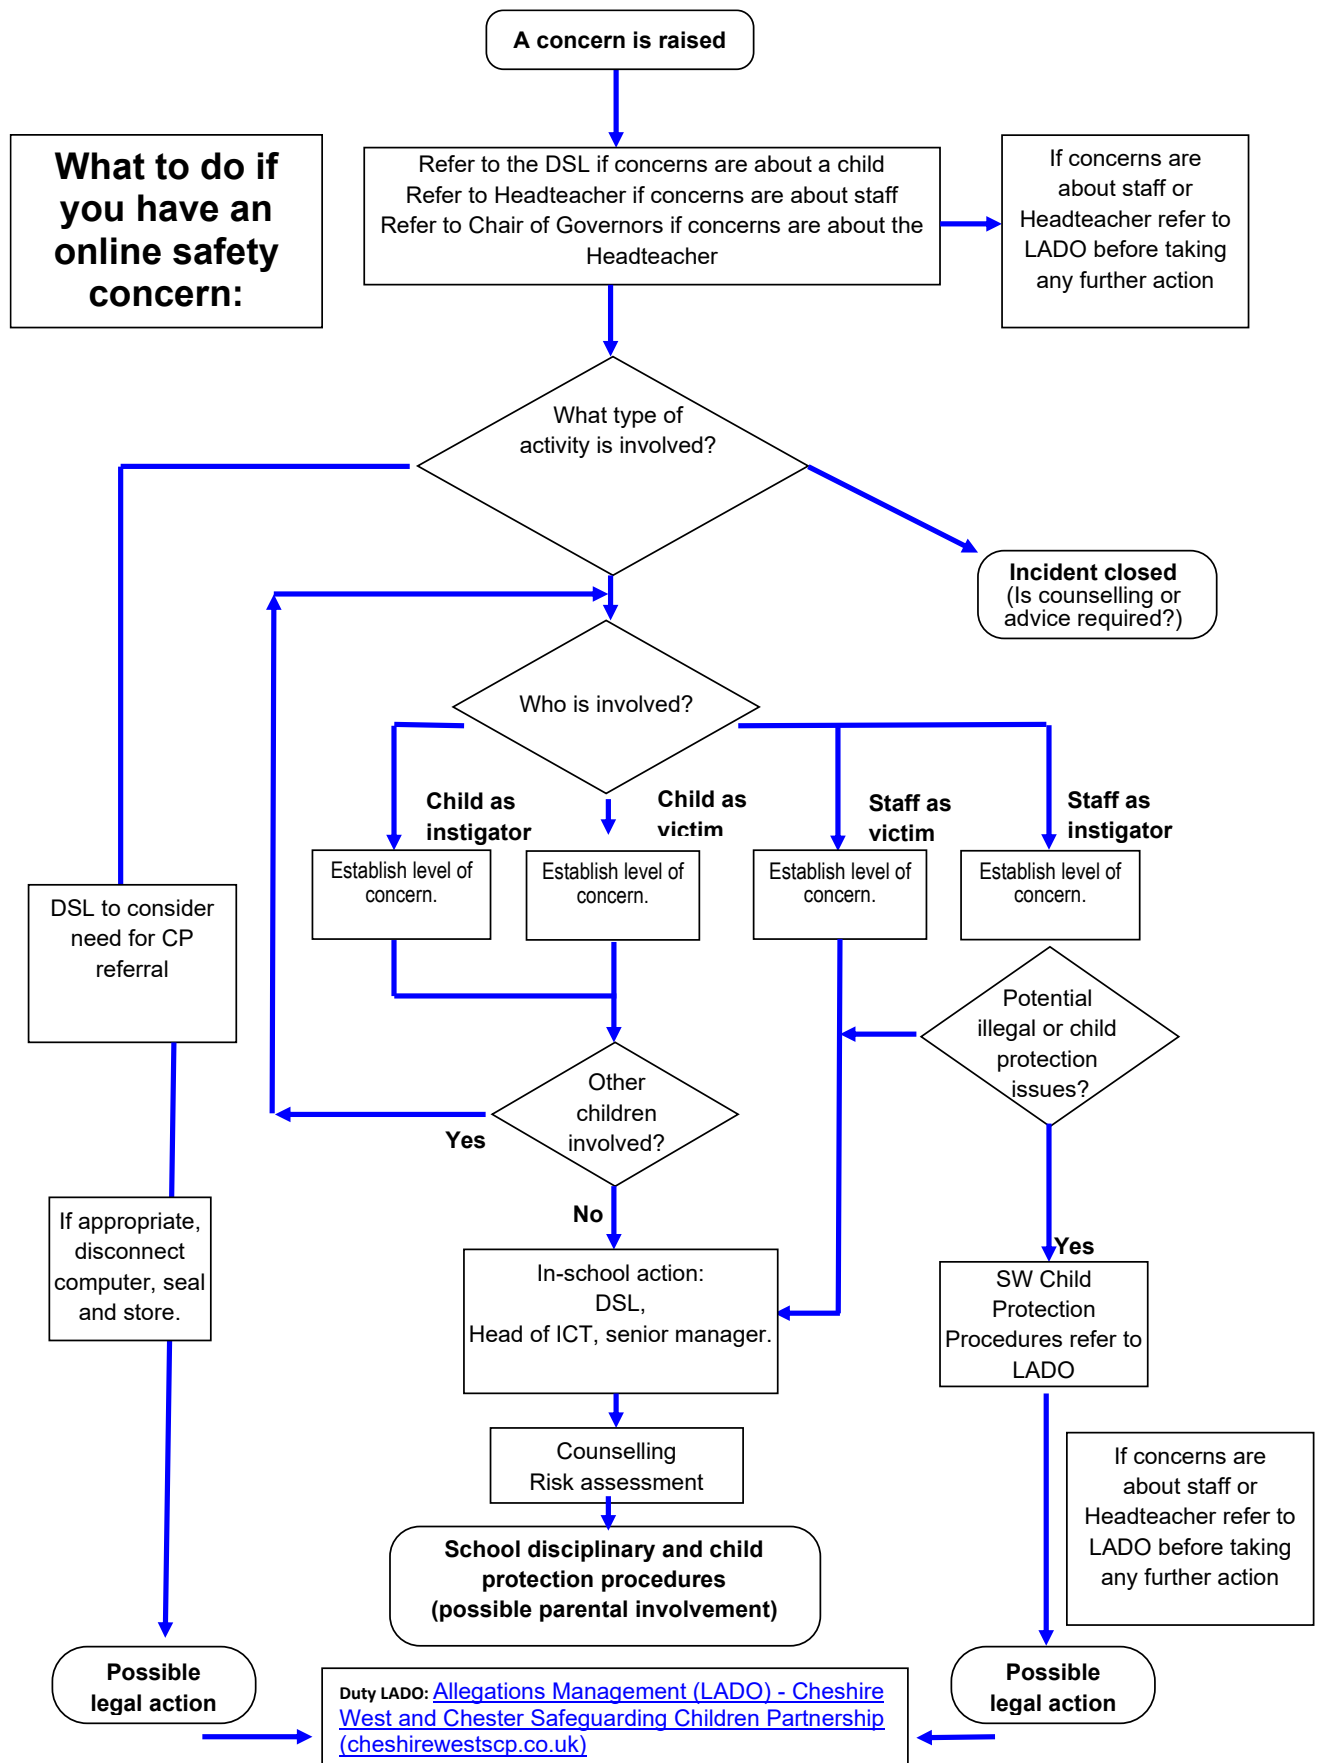 A concern is raised
What to do if
you have an
online safety
concern:
Refer to the DSL if concerns are about a child
Refer to Headteacher if concerns are about staff
Refer to Chair of Governors if concerns are about the
Headteacher
If concerns are
about staff or
Headteacher refer to
LADO before taking
any further action
What type of
activity is involved?
Incident closed
(Is counselling or
advice required?)
Who is involved?
Child as
instigator
Child as
victim
Staff as
victim
Staff as
instigator
Establish level of
concern.
Establish level of
concern.
Establish level of
concern.
Establish level of
concern.
DSL to consider
need for CP
referral
Potential
illegal or child
protection
issues?
Other
children
involved?
Yes
No
If appropriate,
disconnect
computer, seal
and store.
Yes
In-school action:
DSL,
Head of ICT, senior manager.
SW Child
Protection
Procedures refer to
LADO
Counselling
Risk assessment
If concerns are
about staff or
Headteacher refer to
LADO before taking
any further action
School disciplinary and child
protection procedures
(possible parental involvement)
Possible
legal action
Possible
legal action
Duty LADO: Allegations Management (LADO) - Cheshire
West and Chester Safeguarding Children Partnership
(cheshirewestscp.co.uk)